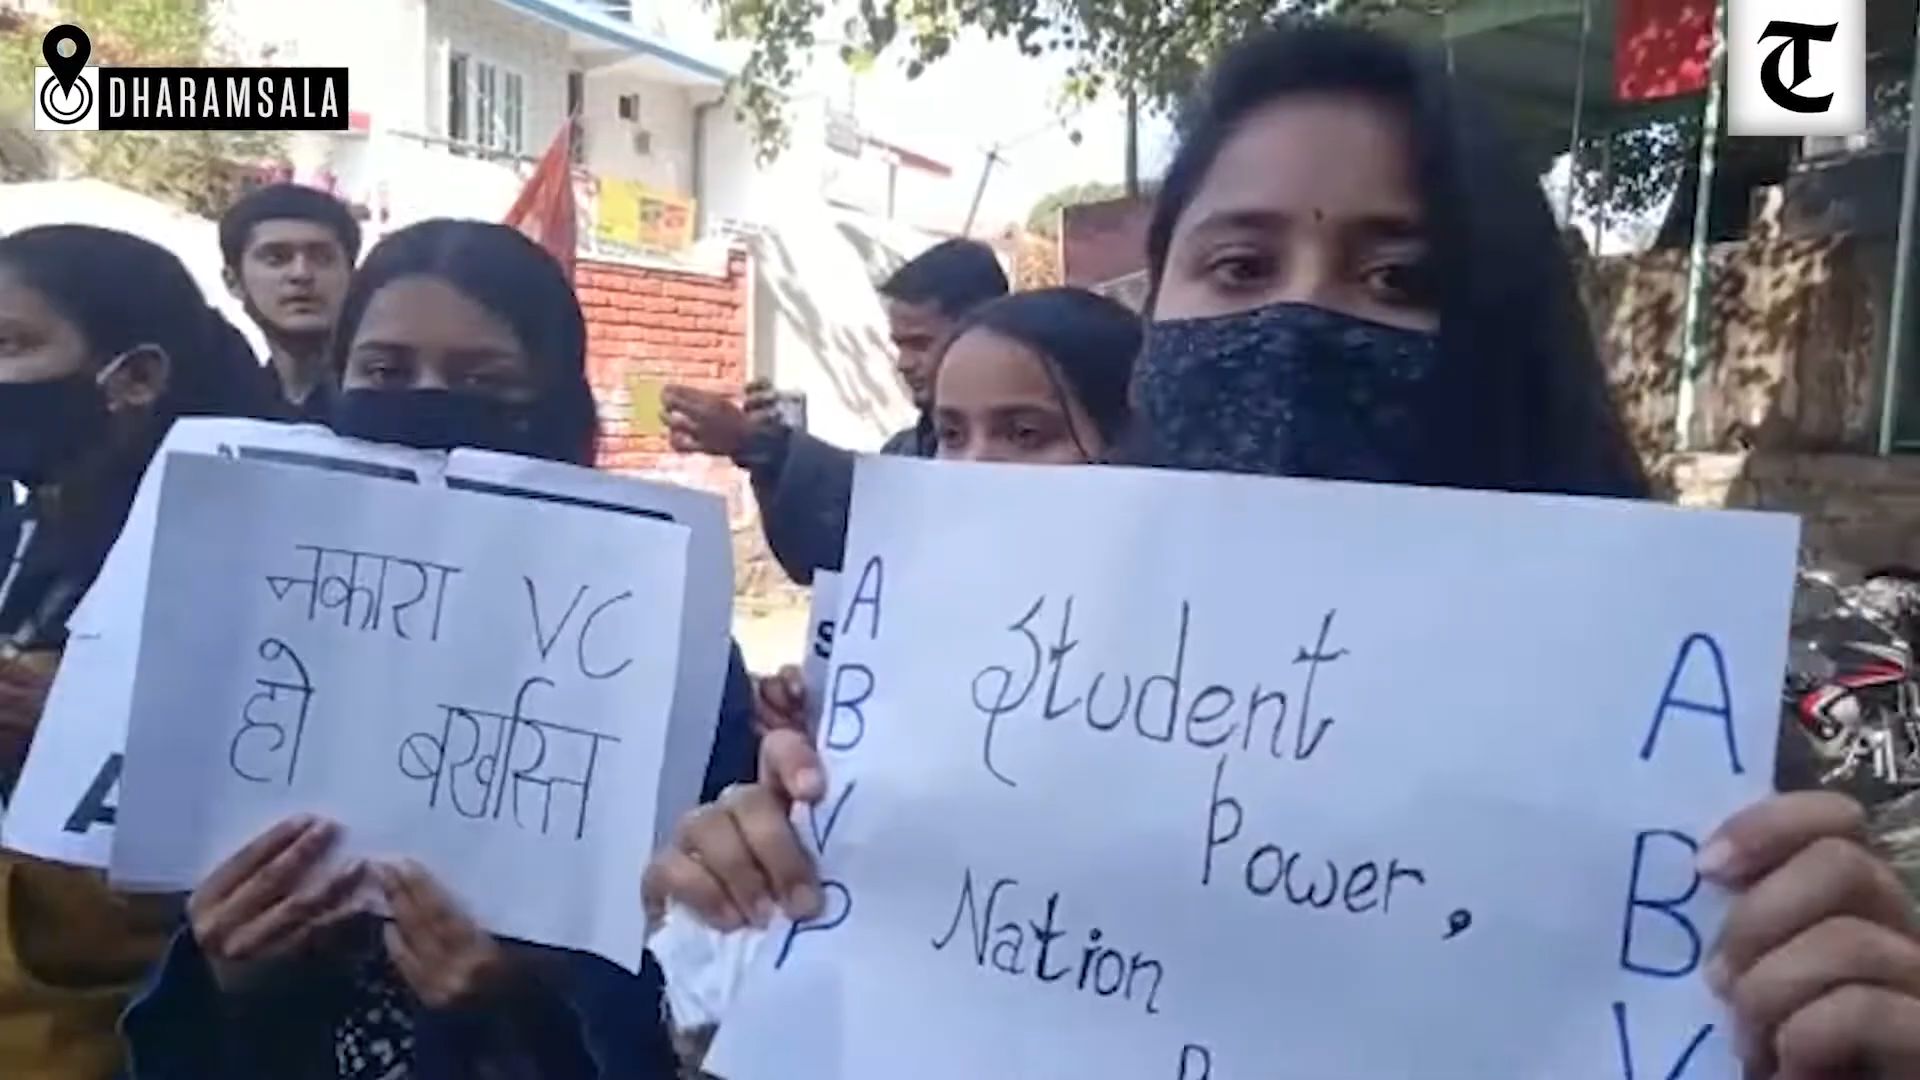 DHARAMSALA
T
नकारा VC
हो बर्खास्त
A
A
B
V
P
Student
Power,
Nation
P
A
B
V